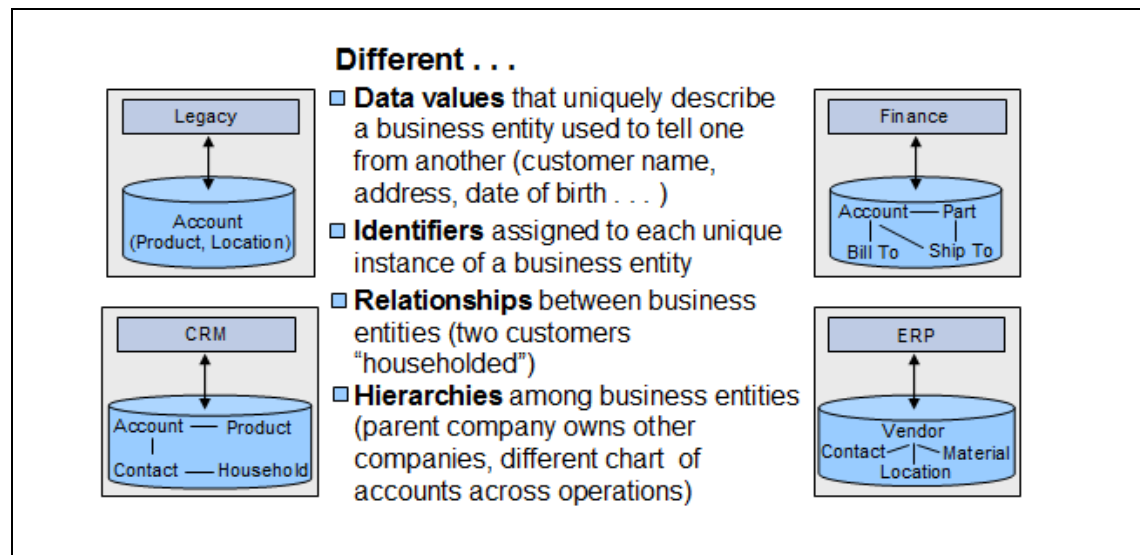 Different . . .
Legacy
Account
(Product, Location)
CRM
Account Product
Contact Household
Data values that uniquely describe
a business entity used to tell one
from another (customer name,
address, date of birth . . . )
Identifiers assigned to each unique
instance of a business entity
Relationships between business
entities (two customers
“householded”)
Hierarchies among business entities
(parent company owns other
companies, different chart of
accounts across operations)
Finance
Account Part
Bill To Ship To
ERP
Vendor
Contact Material
Location